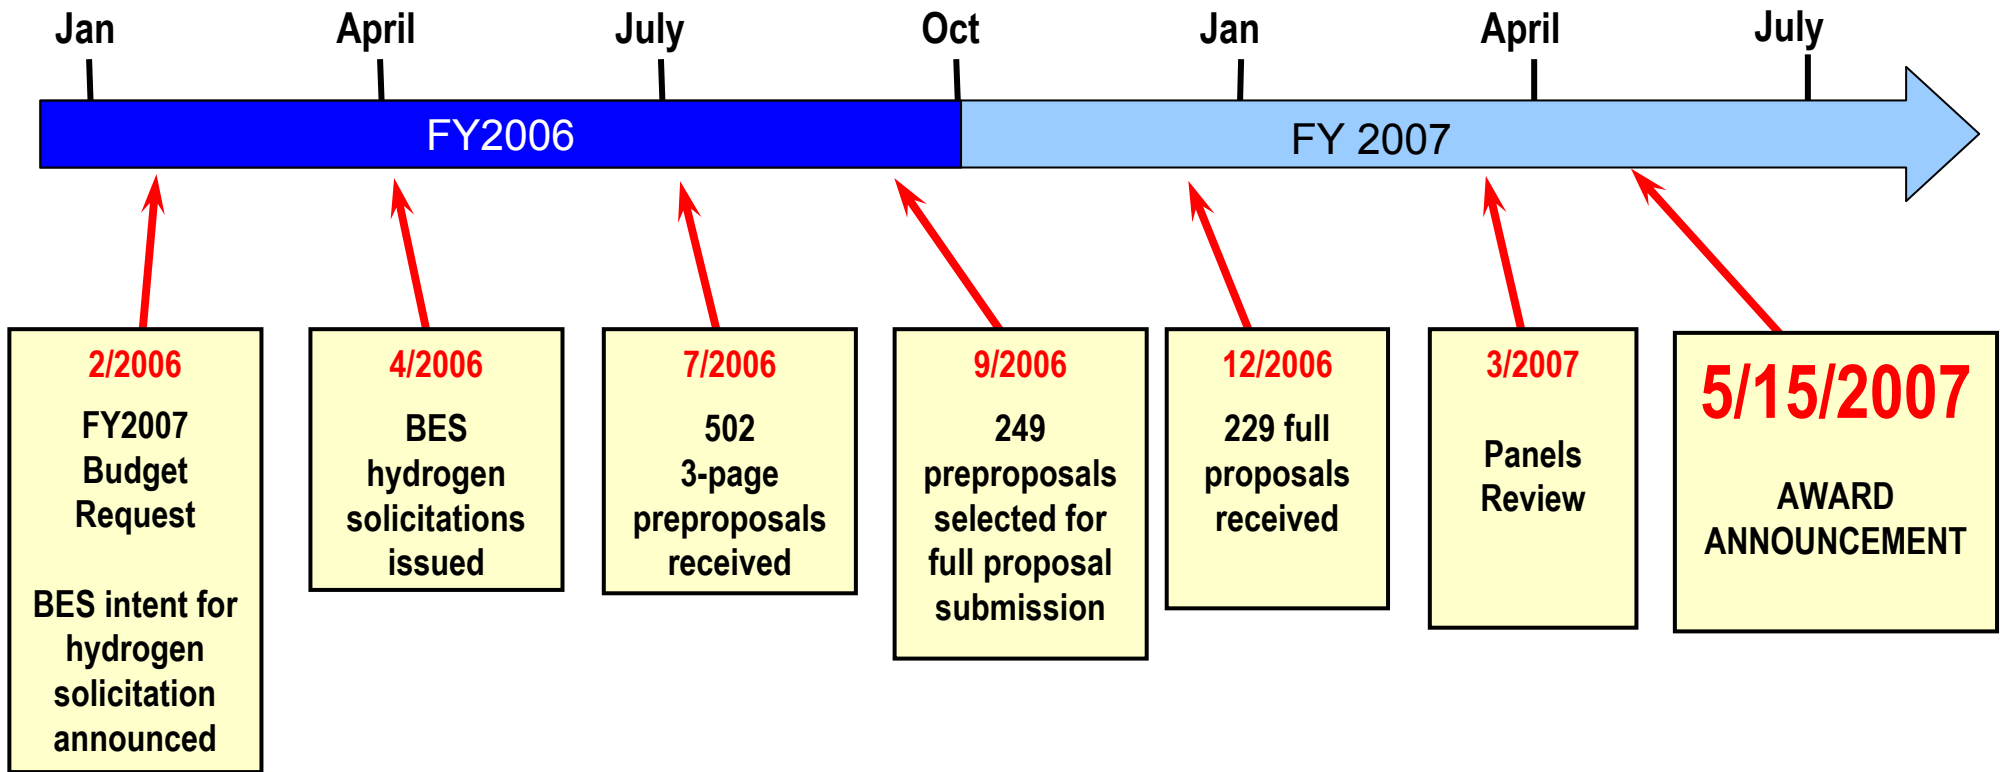 Jan
April
July
Oct
Jan
April
July
FY2006
FY 2007
2/2006
FY2007
Budget
Request
BES intent for
hydrogen
solicitation
announced
4/2006
BES
hydrogen
solicitations
issued
7/2006
502
3-page
preproposals
received
9/2006
249
preproposals
selected for
full proposal
submission
12/2006
229 full
proposals
received
3/2007
Panels
Review
5/15/2007
AWARD
ANNOUNCEMENT